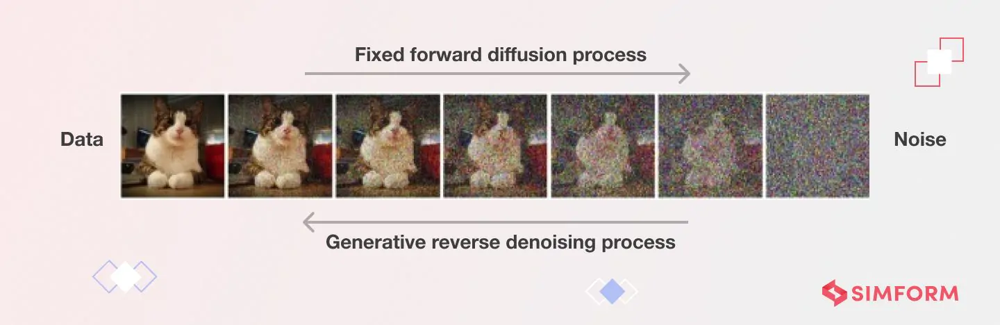 Fixed forward diffusion process
Data
Noise
Generative reverse denoising process
SIMFORM